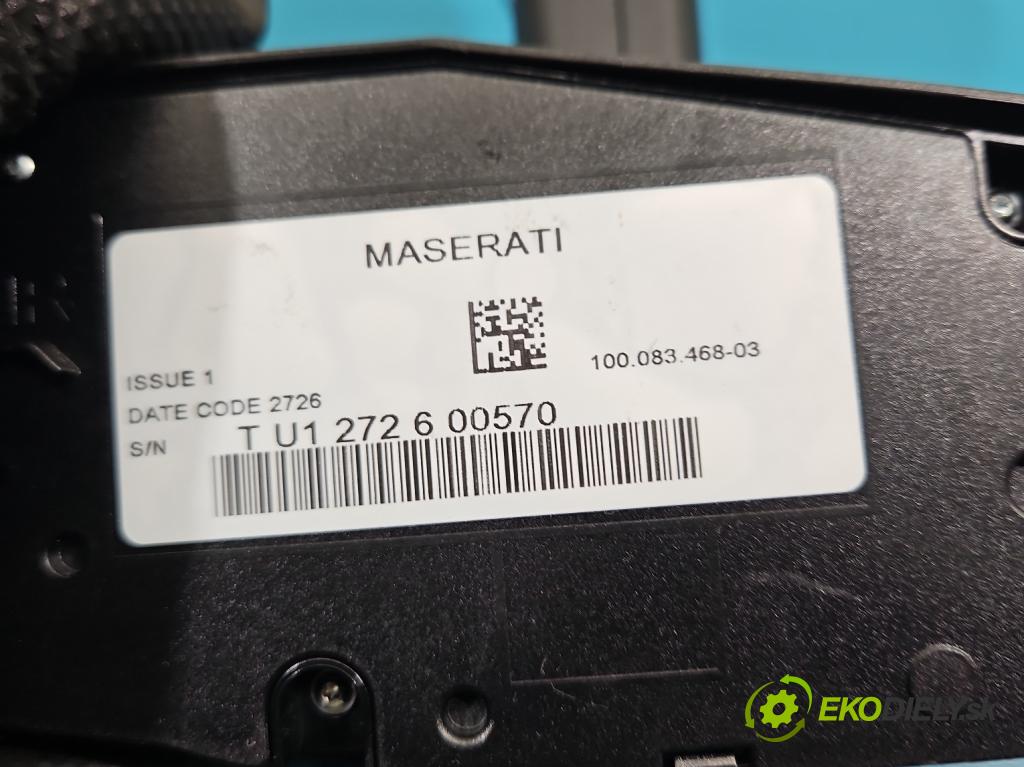 MASERATI
100.083.468-03
ISSUE 1
DATE CODE 2726
S/N T U1 272 6 00570
EKODIELY.sk